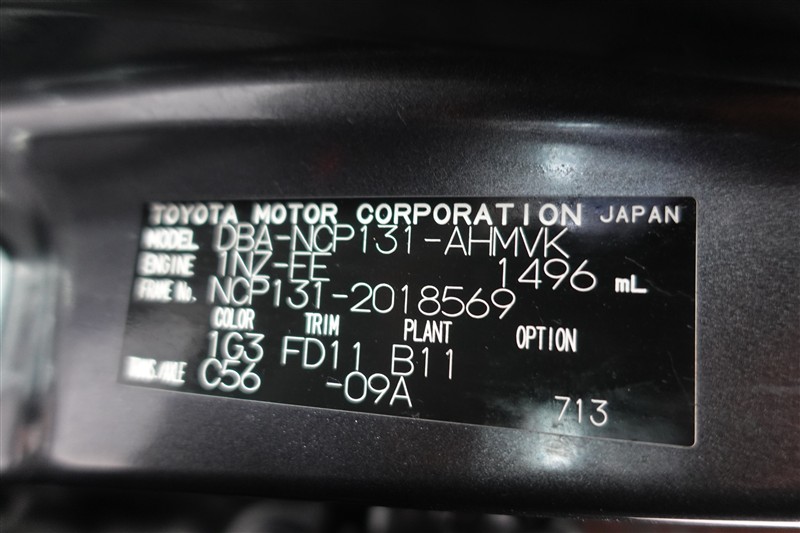 TOYOTA MOTOR CORPORATION JAPAN
MODEL DBA-NCP131-AHMVK
ENGINE 1NZ-FE 1496 mL
FRAME No. NCP131-2018569
COLOR TRIM PLANT OPTION
1G3 FD11 B11
TRANS/AXLE C56 -09A 713